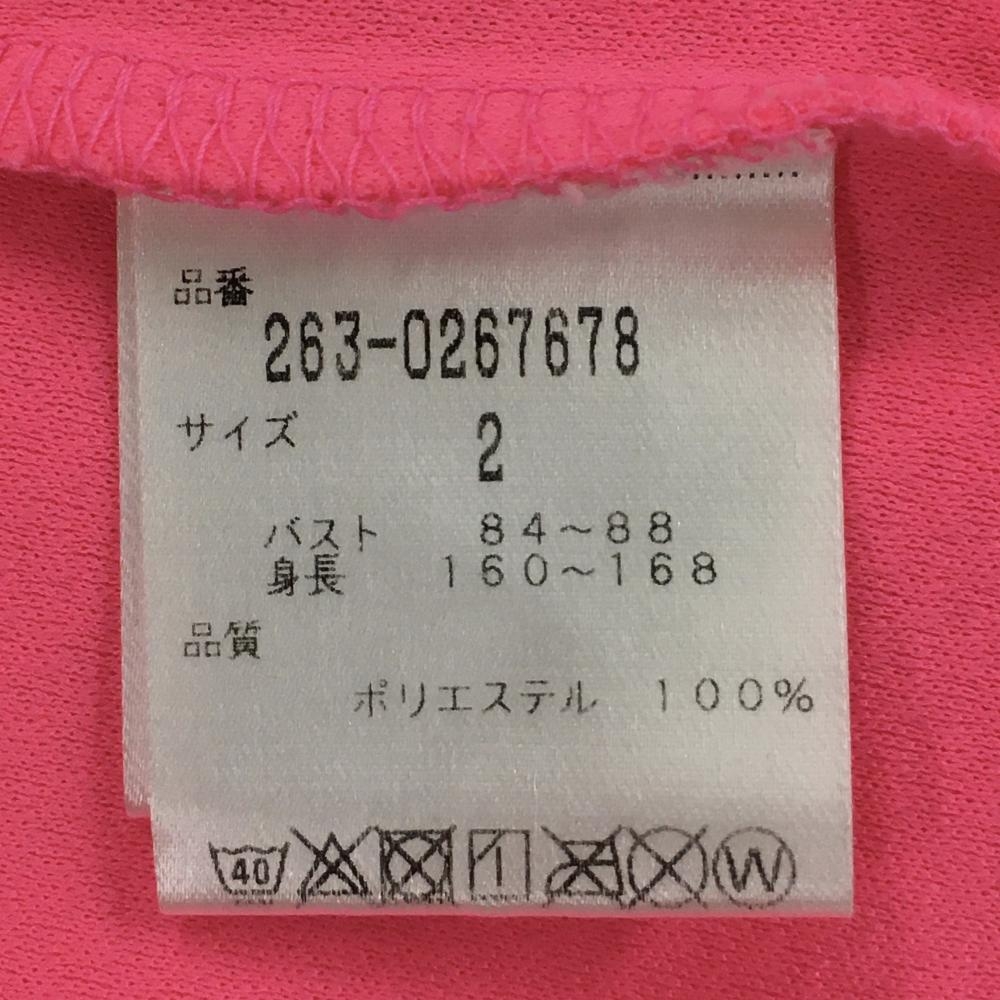 品番
263-0267678
サイズ 2
バスト 84～88
身長 160～168
品質
ポリエステル 100%
40 W